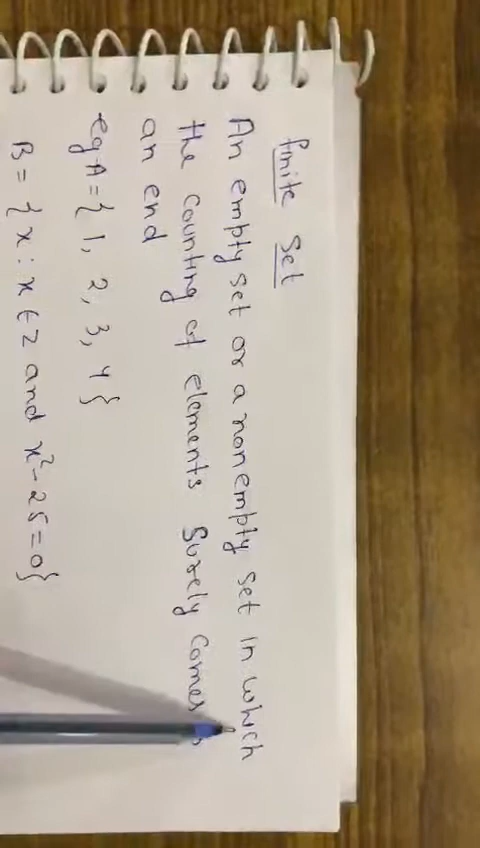 finite set
An empty set or a nonempty set in which
the counting of elements surely comes
an end
eg A = { 1, 2, 3, 4 }
B = { x : x ∈ z and x² - 25 = 0 }